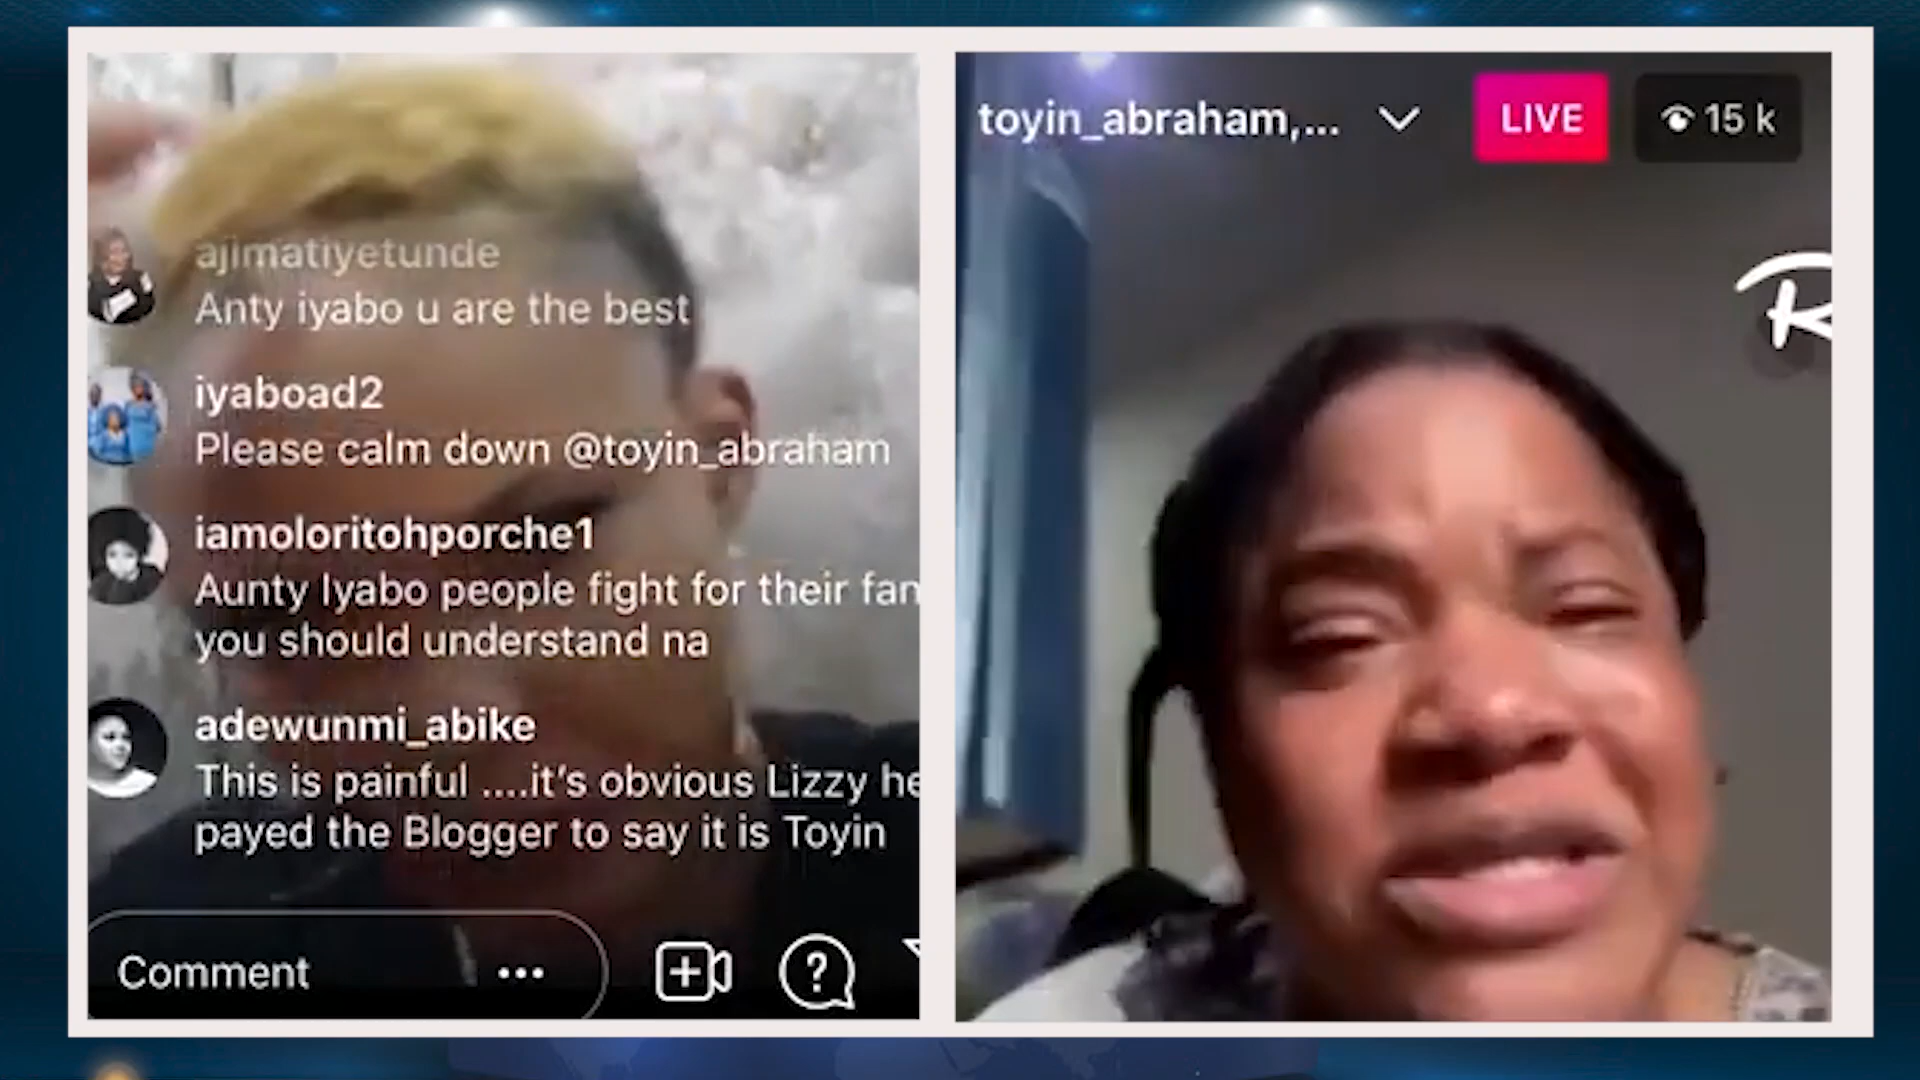 ajimatiyetunde
Anty iyabo u are the best
iyaboad2
Please calm down @toyin_abraham
iamoloritohporche1
Aunty Iyabo people fight for their fan
you should understand na
adewunmi_abike
This is painful ....it's obvious Lizzy he
payed the Blogger to say it is Toyin
Comment
toyin_abraham,...
LIVE
15 k
R